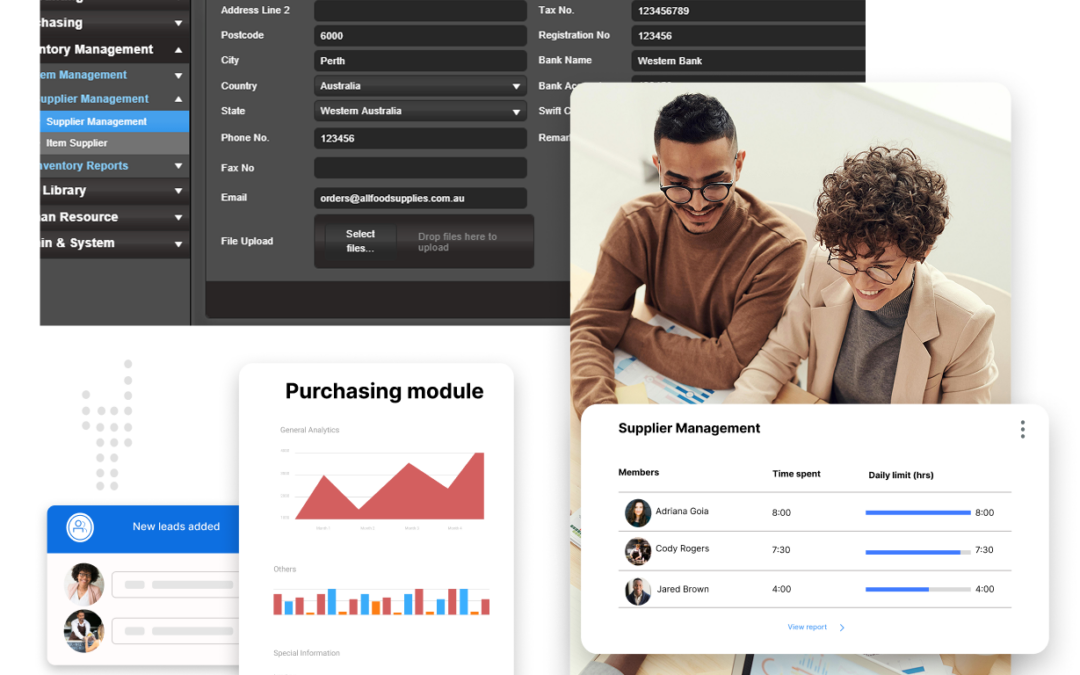 Address Line 2
Tax No.
123456789
hasing
Postcode
6000
Registration No
123456
ntory Management
City
Perth
Bank Name
Western Bank
em Management
Country
Australia
Bank Ac
upplier Management
State
Western Australia
Swift C
Supplier Management
Phone No.
123456
Remar
Item Supplier
Fax No
nventory Reports
Library
Email
orders@allfoodsupplies.com.au
an Resource
File Upload
Select
files...
Drop files here to
upload
in & System
Purchasing module
General Analytics
Others
Special Information
New leads added
Supplier Management
Members
Time spent
Daily limit (hrs)
Adriana Goia
8:00
8:00
Cody Rogers
7:30
7:30
Jared Brown
4:00
4:00
View report